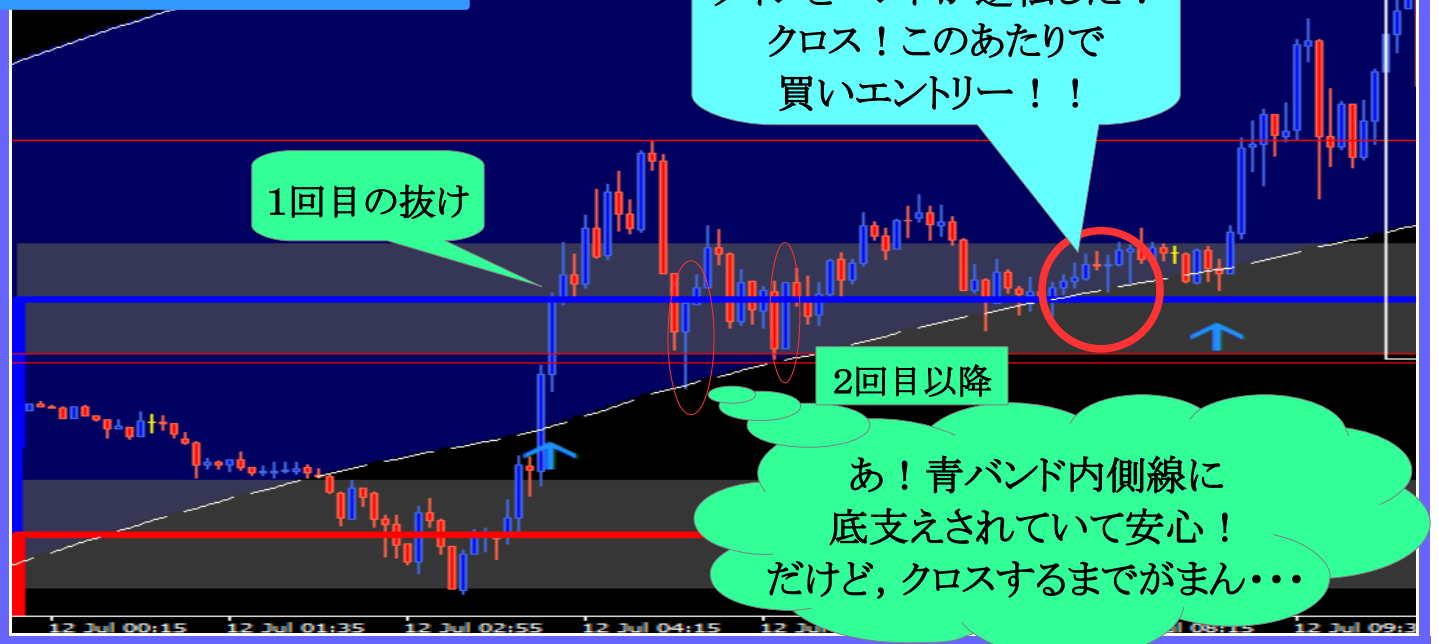 クロス！このあたりで
買いエントリー！！
1回目の抜け
2回目以降
あ！青バンド内側線に
底支えされていて安心！
だけど，クロスするまでがまん・・・
12 Jul 00:15
12 Jul 01:35
12 Jul 02:55
12 Jul 04:15